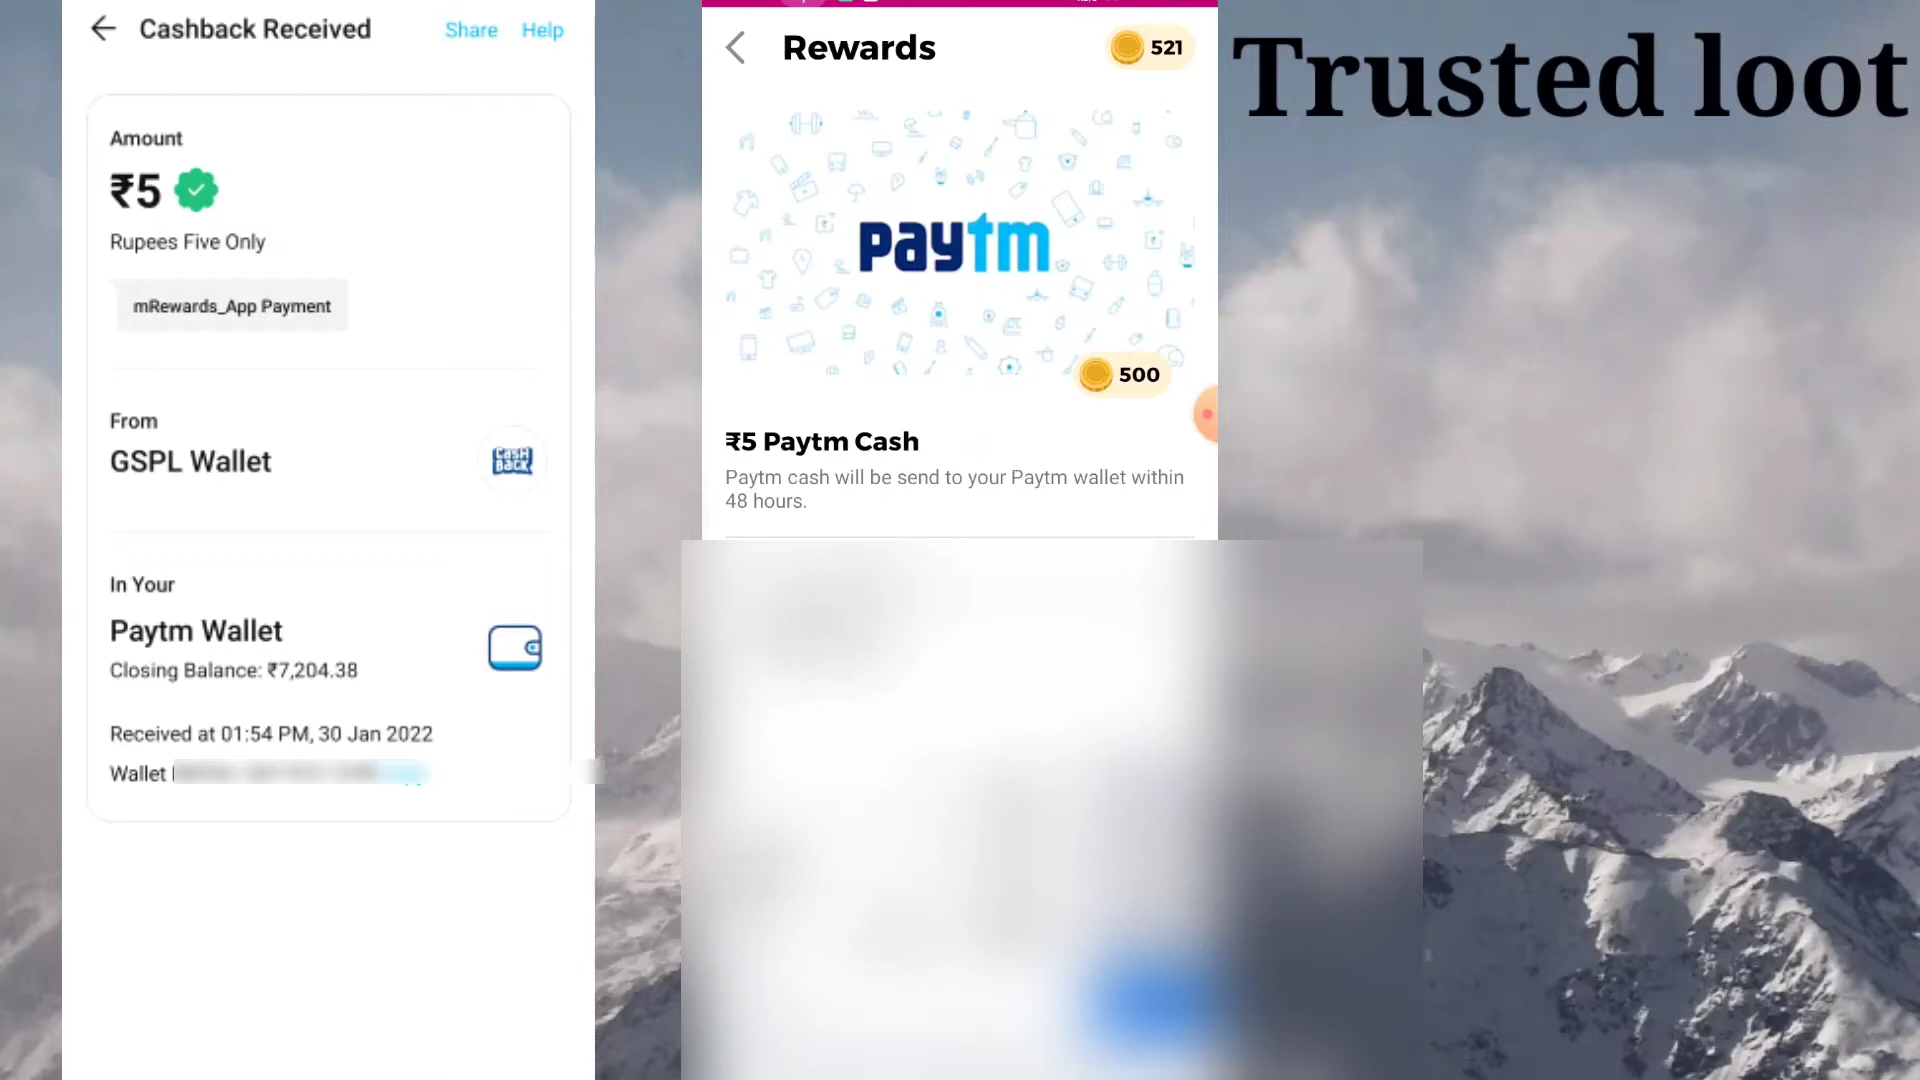 Cashback Received
Share
Help
Amount
₹5
Rupees Five Only
mRewards_App Payment
From
GSPL Wallet
CASH BACK
In Your
Paytm Wallet
Closing Balance: ₹7,204.38
Received at 01:54 PM, 30 Jan 2022
Wallet
Rewards
521
paytm
500
₹5 Paytm Cash
Paytm cash will be send to your Paytm wallet within
48 hours.
Trusted loot